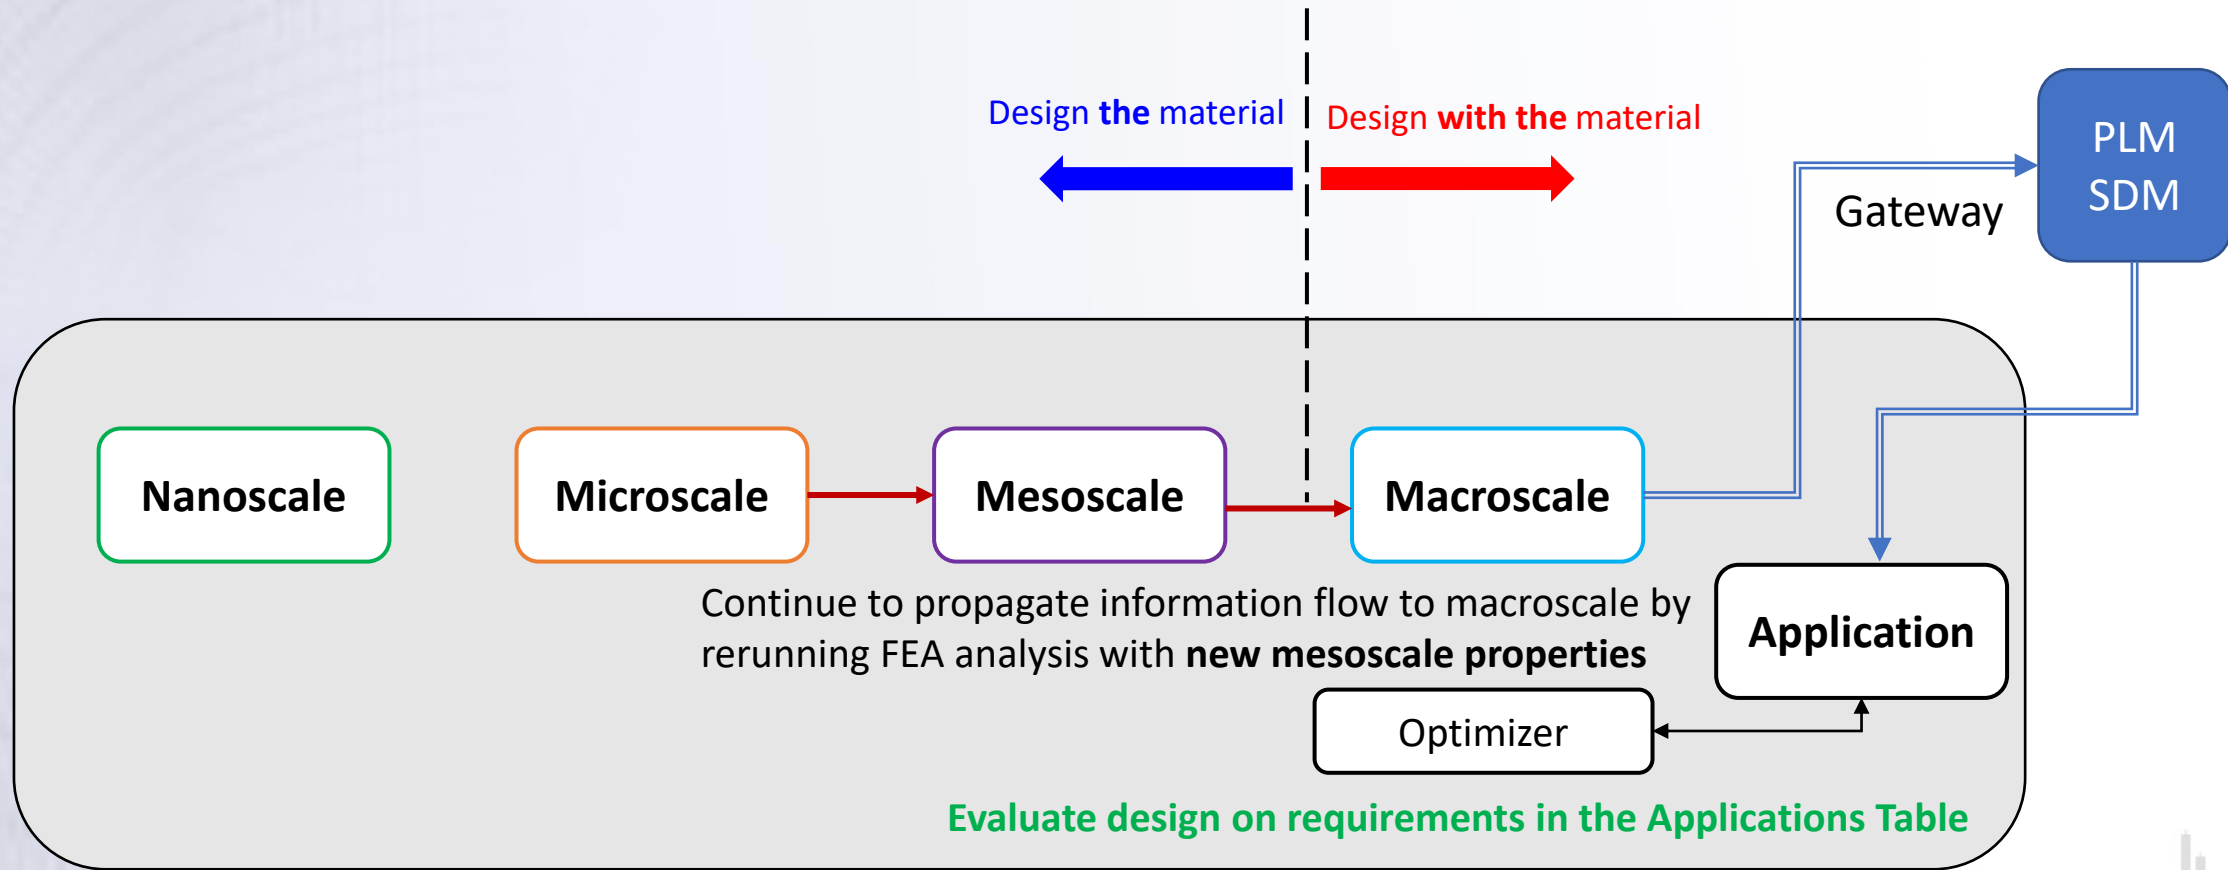 Design the material
Design with the material
PLM
SDM
Gateway
Nanoscale
Microscale
Mesoscale
Macroscale
Continue to propagate information flow to macroscale by
rerunning FEA analysis with new mesoscale properties
Application
Optimizer
Evaluate design on requirements in the Applications Table